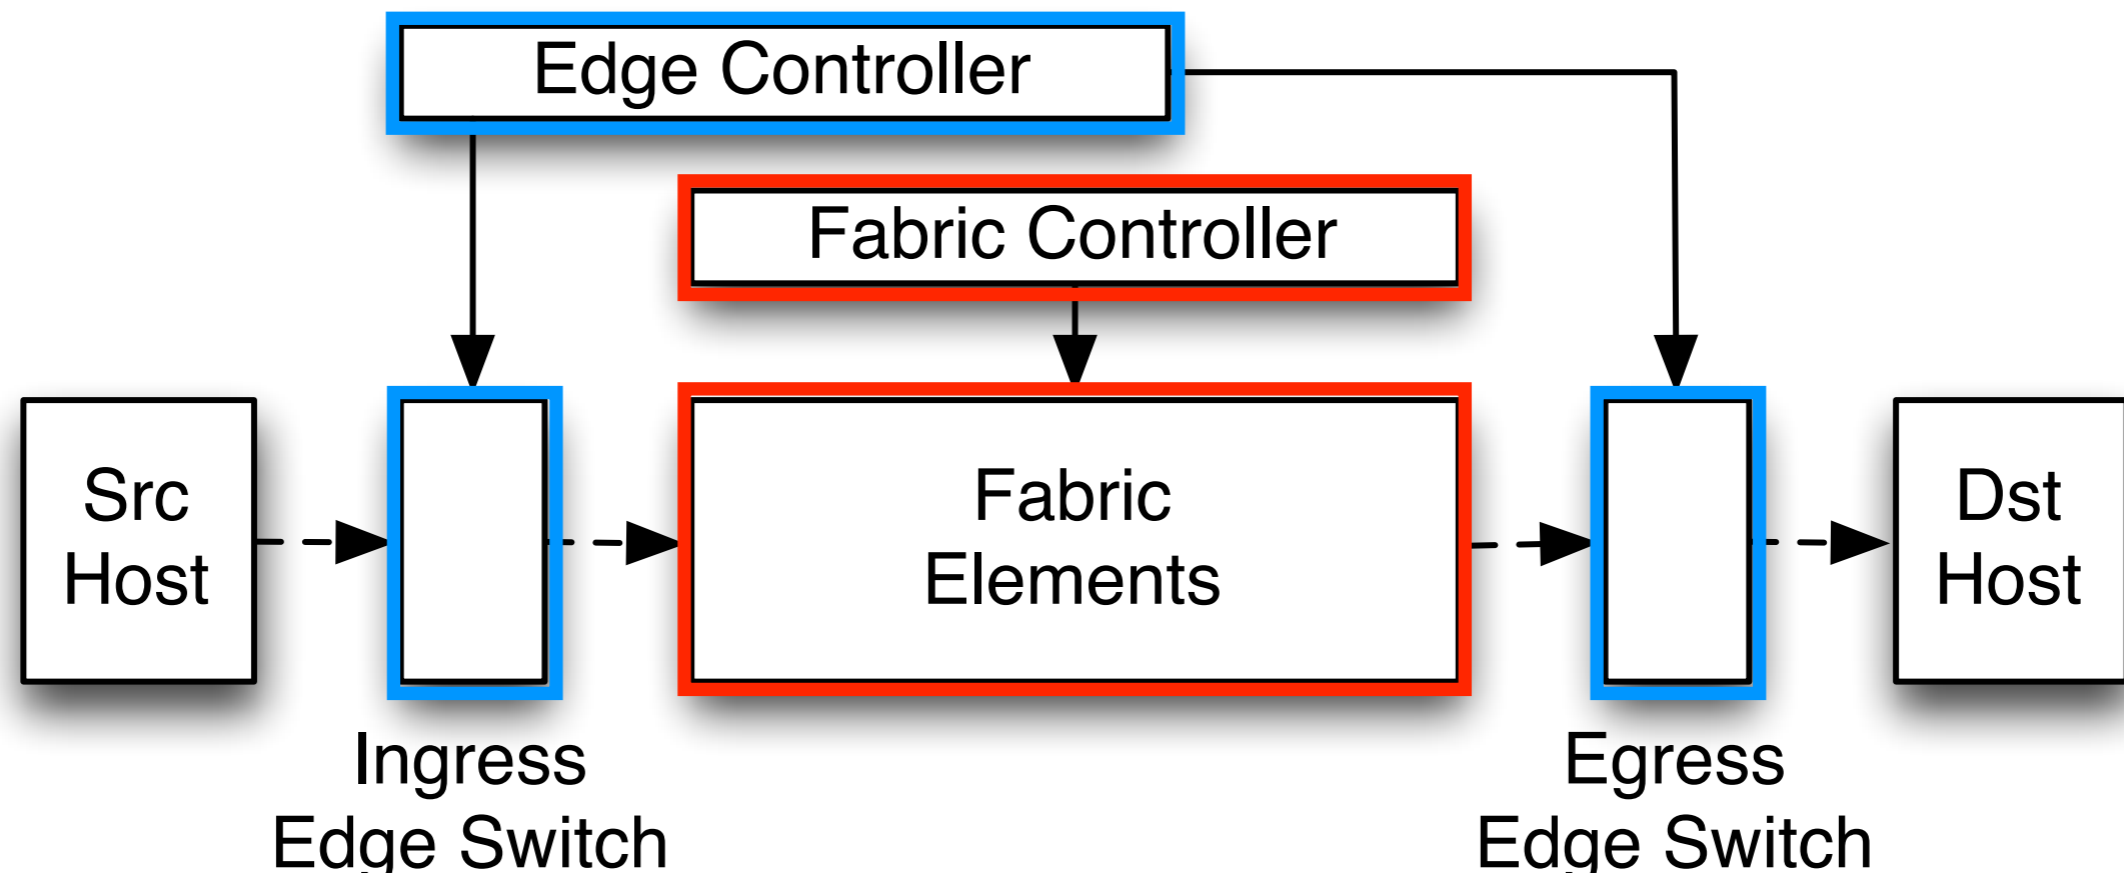 Edge Controller
Fabric Controller
Src
Host
Fabric
Elements
Dst
Host
Ingress
Edge Switch
Egress
Edge Switch